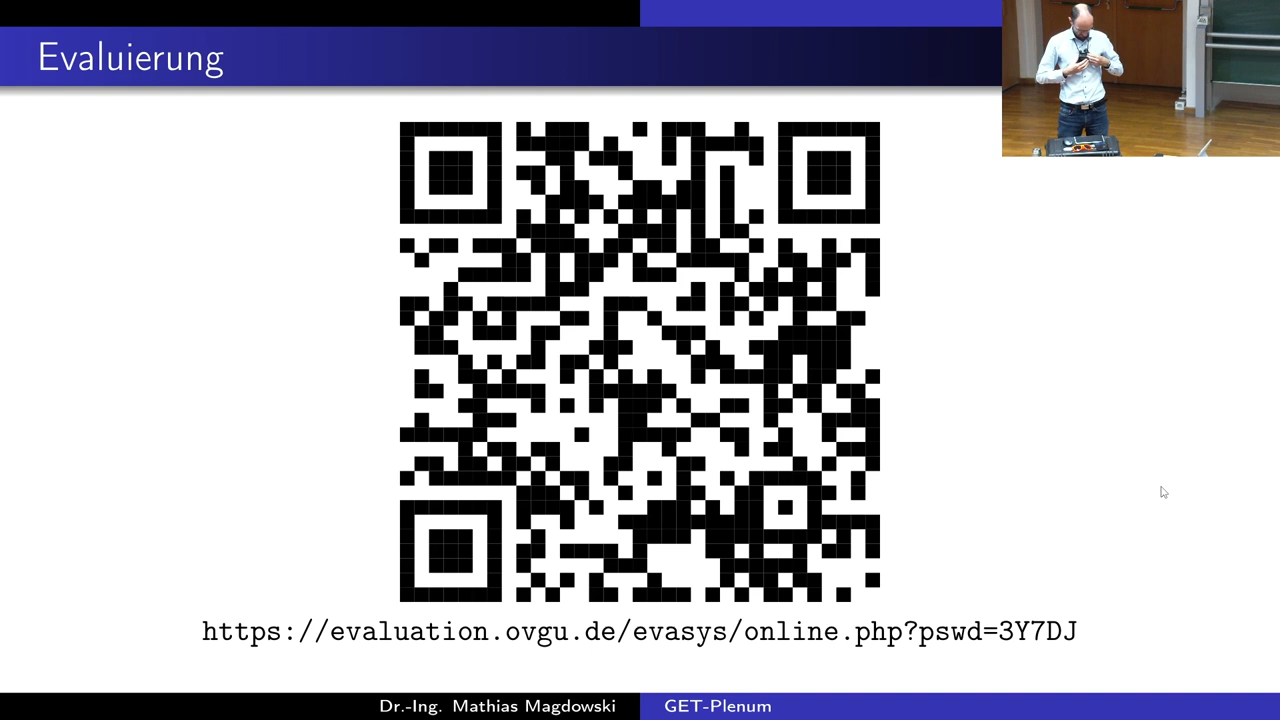 Evaluierung
https://evaluation.ovgu.de/evasys/online.php?pswd=3Y7DJ
Dr.-Ing. Mathias Magdowski
GET-Plenum